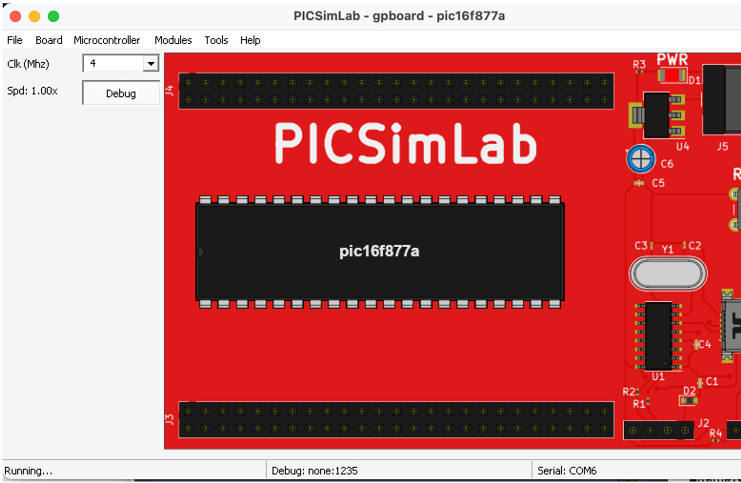 PICSimLab - gpboard - pic16f877a
File Board Microcontroller Modules Tools Help
Clk (Mhz) 4
Spd: 1.00x Debug
J4
PICSimLab
pic16f877a
J3
R3 PWR
D1
U4 J5
C6
C5
C3 Y1 C2
C4
U1
C1
R2 D2
R1
J2
R4
Running... Debug: none:1235 Serial: COM6